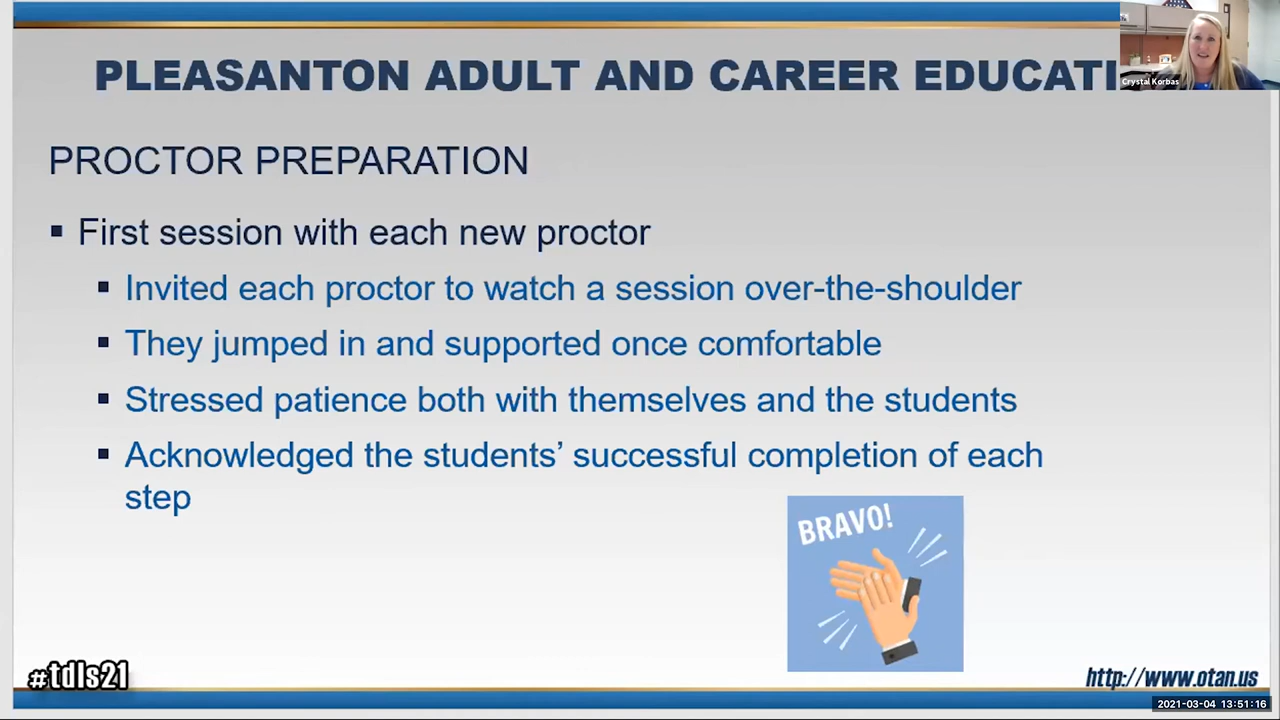 PLEASANTON ADULT AND CAREER EDUCATI
Crystal Korbas
PROCTOR PREPARATION
▪ First session with each new proctor
▪ Invited each proctor to watch a session over-the-shoulder
▪ They jumped in and supported once comfortable
▪ Stressed patience both with themselves and the students
▪ Acknowledged the students’ successful completion of each
step
BRAVO!
#tdls21
http://www.otan.us
2021-03-04 13:51:16